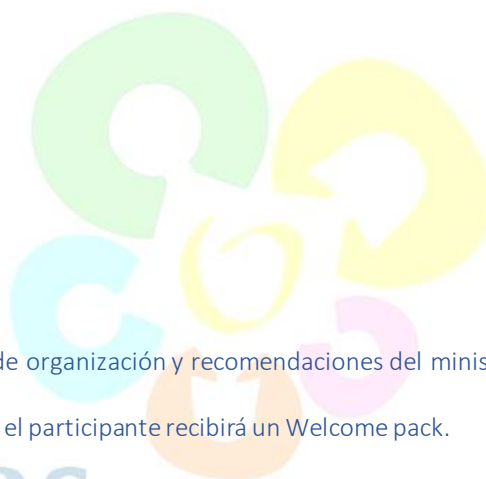 de organización y recomendaciones del minis
el participante recibirá un Welcome pack.